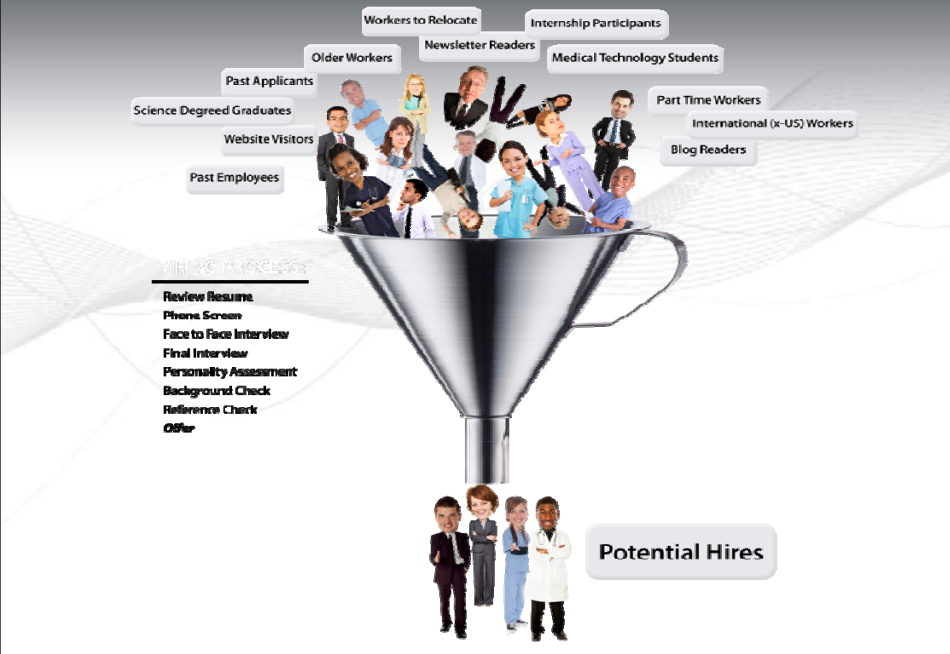 Workers to Relocate
Internship Participants
Newsletter Readers
Older Workers
Medical Technology Students
Past Applicants
Part Time Workers
Science Degreed Graduates
International (x-US) Workers
Website Visitors
Blog Readers
Past Employees
HIRING PROCESS:
Review Resume
Phone Screen
Face to Face Interview
Final Interview
Personality Assessment
Background Check
Reference Check
Offer
Potential Hires